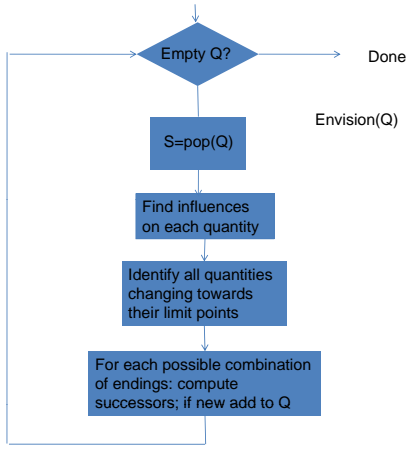 Empty Q?
Done
Envision(Q)
S=pop(Q)
Find influences
on each quantity
Identify all quantities
changing towards
their limit points
For each possible combination
of endings: compute
successors; if new add to Q